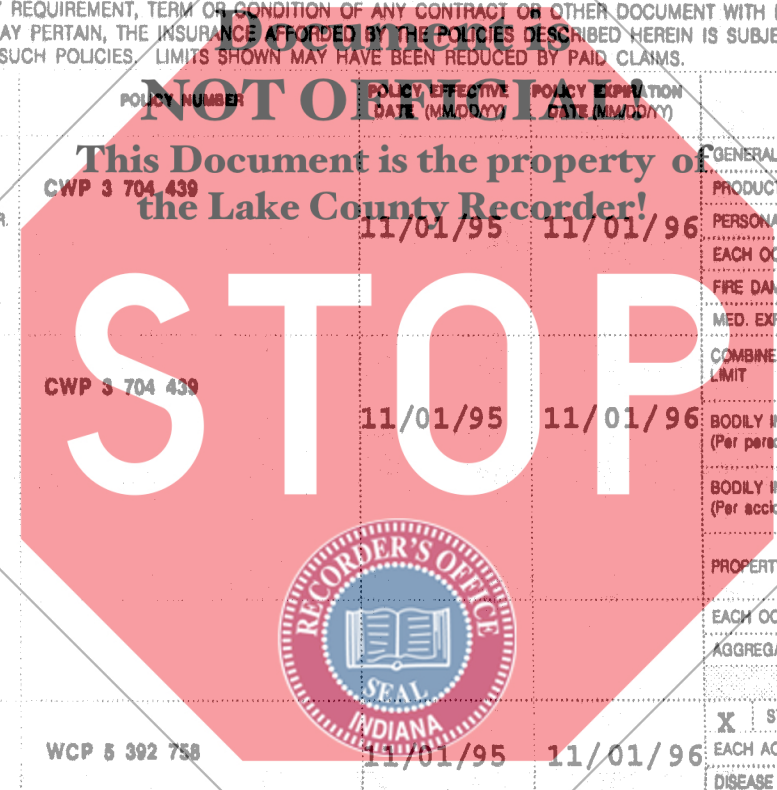 REQUIREMENT, TERM OR CONDITION OF ANY CONTRACT OR OTHER DOCUMENT WITH
AY PERTAIN, THE INSURANCE AFFORDED BY THE POLICIES DESCRIBED HEREIN IS SUBJE
SUCH POLICIES. LIMITS SHOWN MAY HAVE BEEN REDUCED BY PAID CLAIMS.
Document is
NOT OFFICIAL!
This Document is the property of
the Lake County Recorder!
POLICY NUMBER
POLICY EFFECTIVE
DATE (MM/DD/YY)
POLICY EXPIRATION
DATE (MM/DD/YY)
GENERAL
CWP 3 704 439
PRODUCT
R.
11/01/95
11/01/96
PERSONA
EACH OC
FIRE DAM
MED. EXP
STOP
COMBINE
LIMIT
CWP 3 704 439
11/01/95
11/01/96
BODILY IN
(Per perso
BODILY IN
(Per accid
PROPERT
RECORDER'S OFFICE
SEAL
INDIANA
EACH OC
AGGREGA
X
ST
WCP 5 392 758
11/01/95
11/01/96
EACH AC
DISEASE